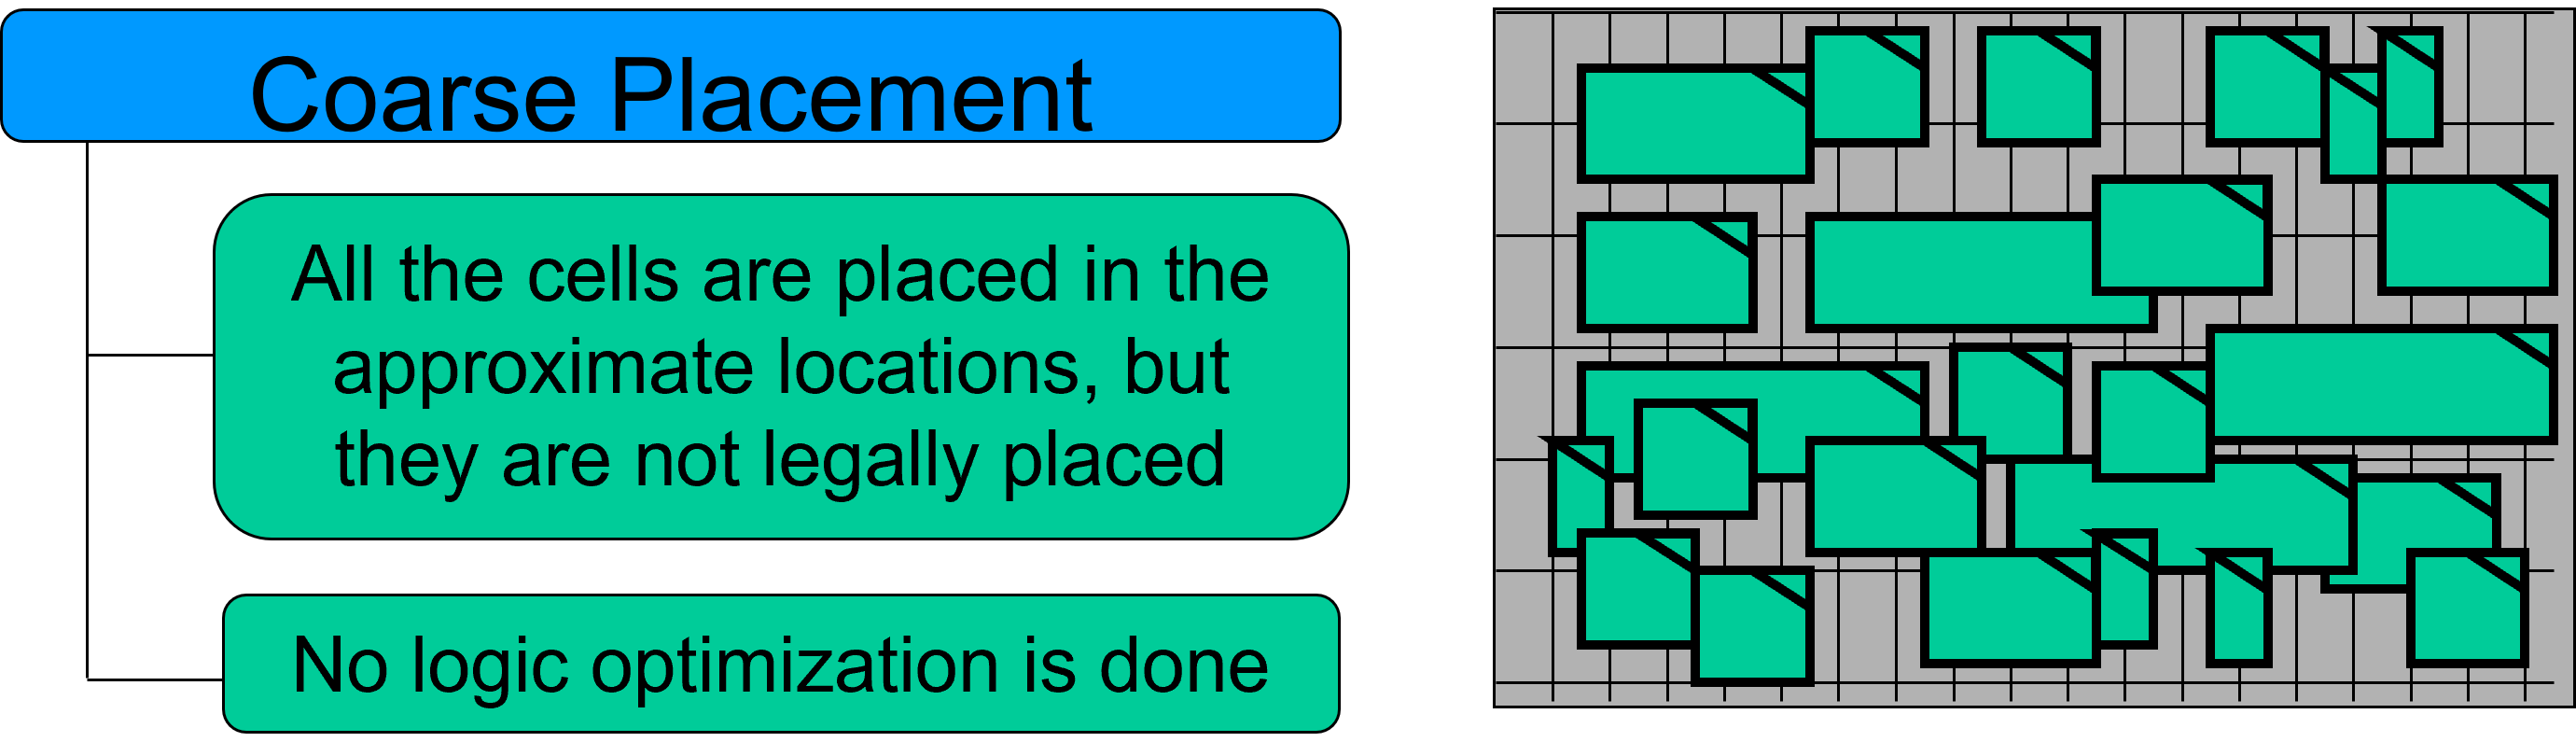 Coarse Placement
All the cells are placed in the
approximate locations, but
they are not legally placed
No logic optimization is done